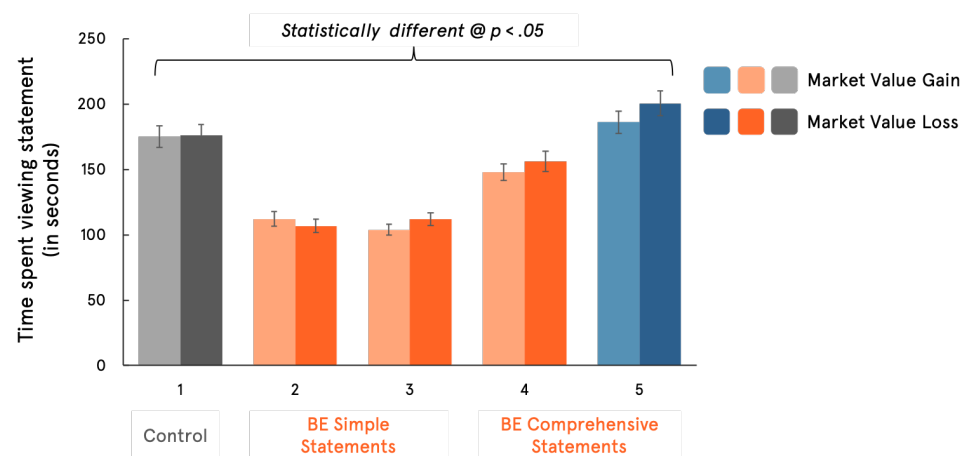 Statistically different @ p < .05
250
200
150
100
50
0
Time spent viewing statement
(in seconds)
Market Value Gain
Market Value Loss
1
2
3
4
5
Control
BE Simple
Statements
BE Comprehensive
Statements